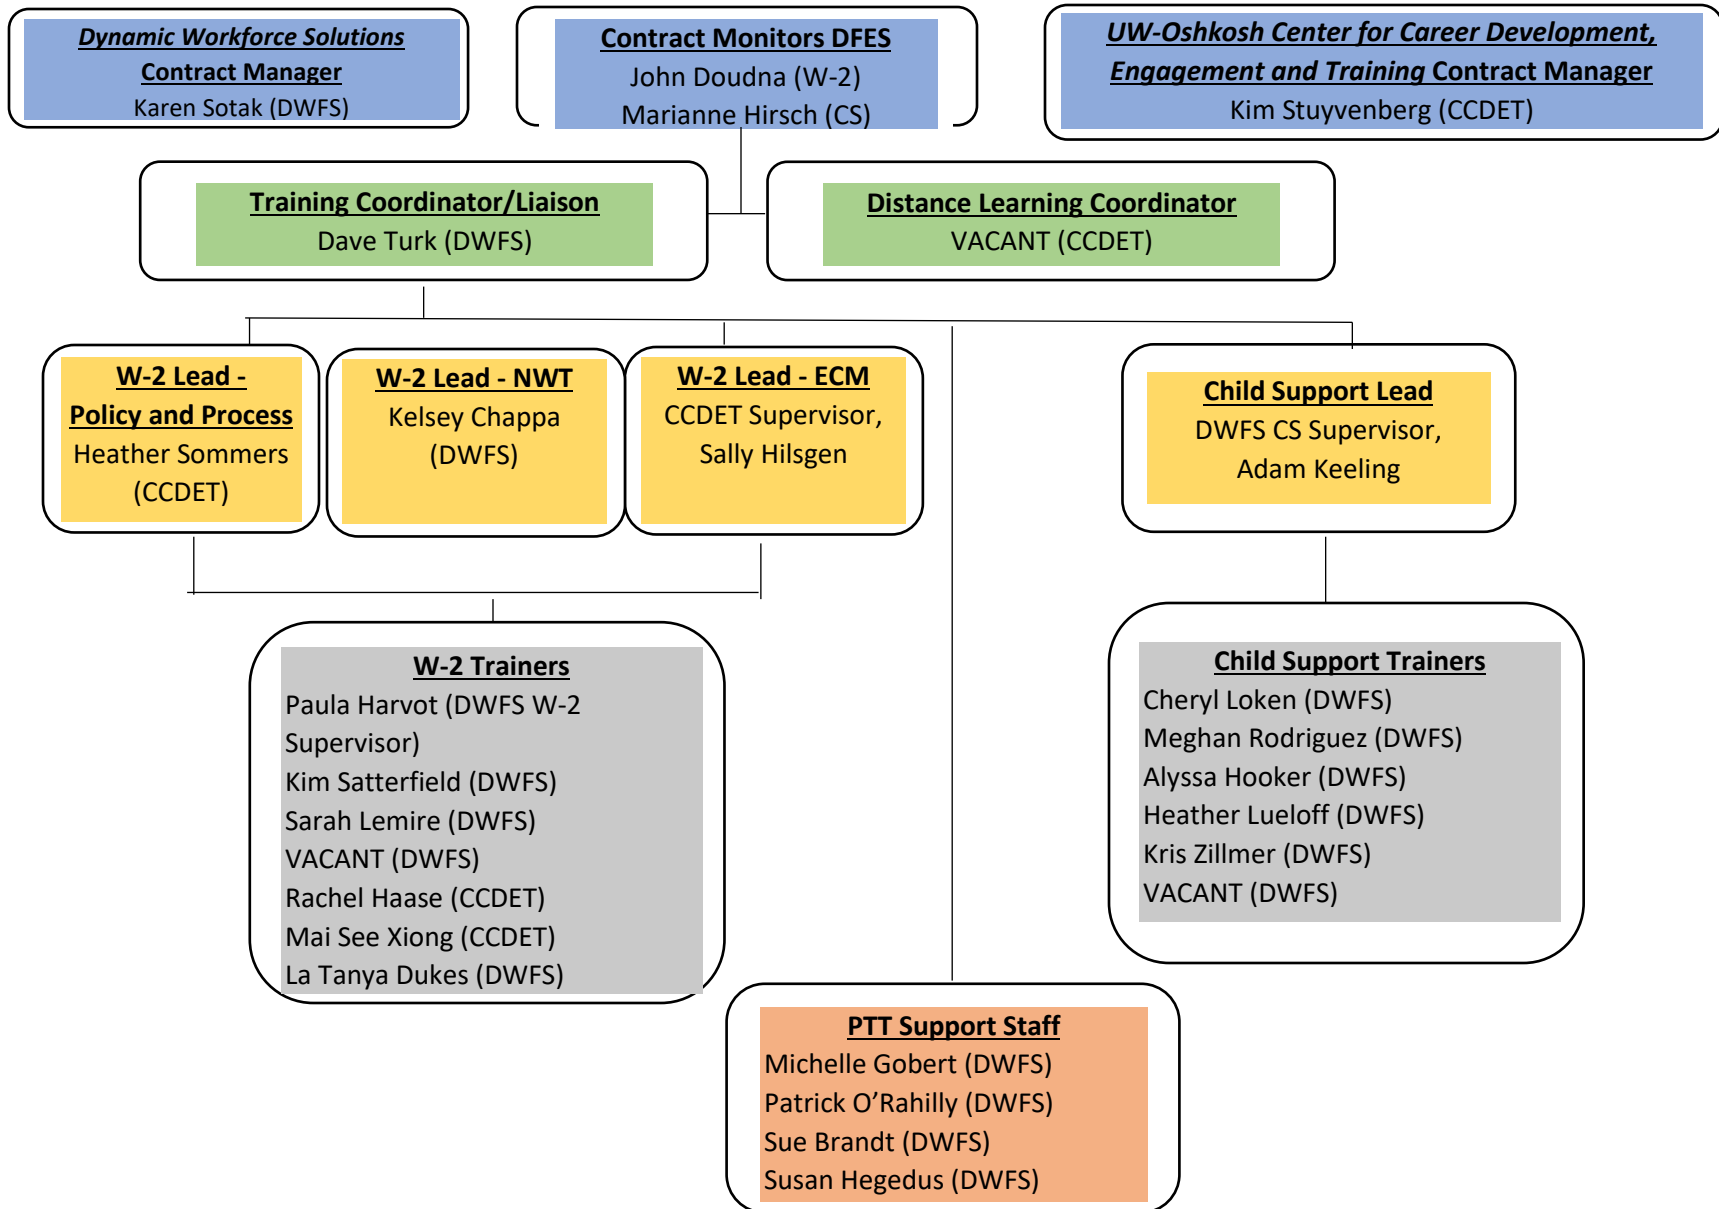 Dynamic Workforce Solutions
Contract Manager
Karen Sotak (DWFS)
Contract Monitors DFES
John Doudna (W-2)
Marianne Hirsch (CS)
UW-Oshkosh Center for Career Development,
Engagement and Training Contract Manager
Kim Stuyvenberg (CCDET)
Training Coordinator/Liaison
Dave Turk (DWFS)
Distance Learning Coordinator
VACANT (CCDET)
W-2 Lead -
Policy and Process
Heather Sommers
(CCDET)
W-2 Lead - NWT
Kelsey Chappa
(DWFS)
W-2 Lead - ECM
CCDET Supervisor,
Sally Hilsgen
Child Support Lead
DWFS CS Supervisor,
Adam Keeling
W-2 Trainers
Paula Harvot (DWFS W-2
Supervisor)
Kim Satterfield (DWFS)
Sarah Lemire (DWFS)
VACANT (DWFS)
Rachel Haase (CCDET)
Mai See Xiong (CCDET)
La Tanya Dukes (DWFS)
Child Support Trainers
Cheryl Loken (DWFS)
Meghan Rodriguez (DWFS)
Alyssa Hooker (DWFS)
Heather Lueloff (DWFS)
Kris Zillmer (DWFS)
VACANT (DWFS)
PTT Support Staff
Michelle Gobert (DWFS)
Patrick O’Rahilly (DWFS)
Sue Brandt (DWFS)
Susan Hegedus (DWFS)